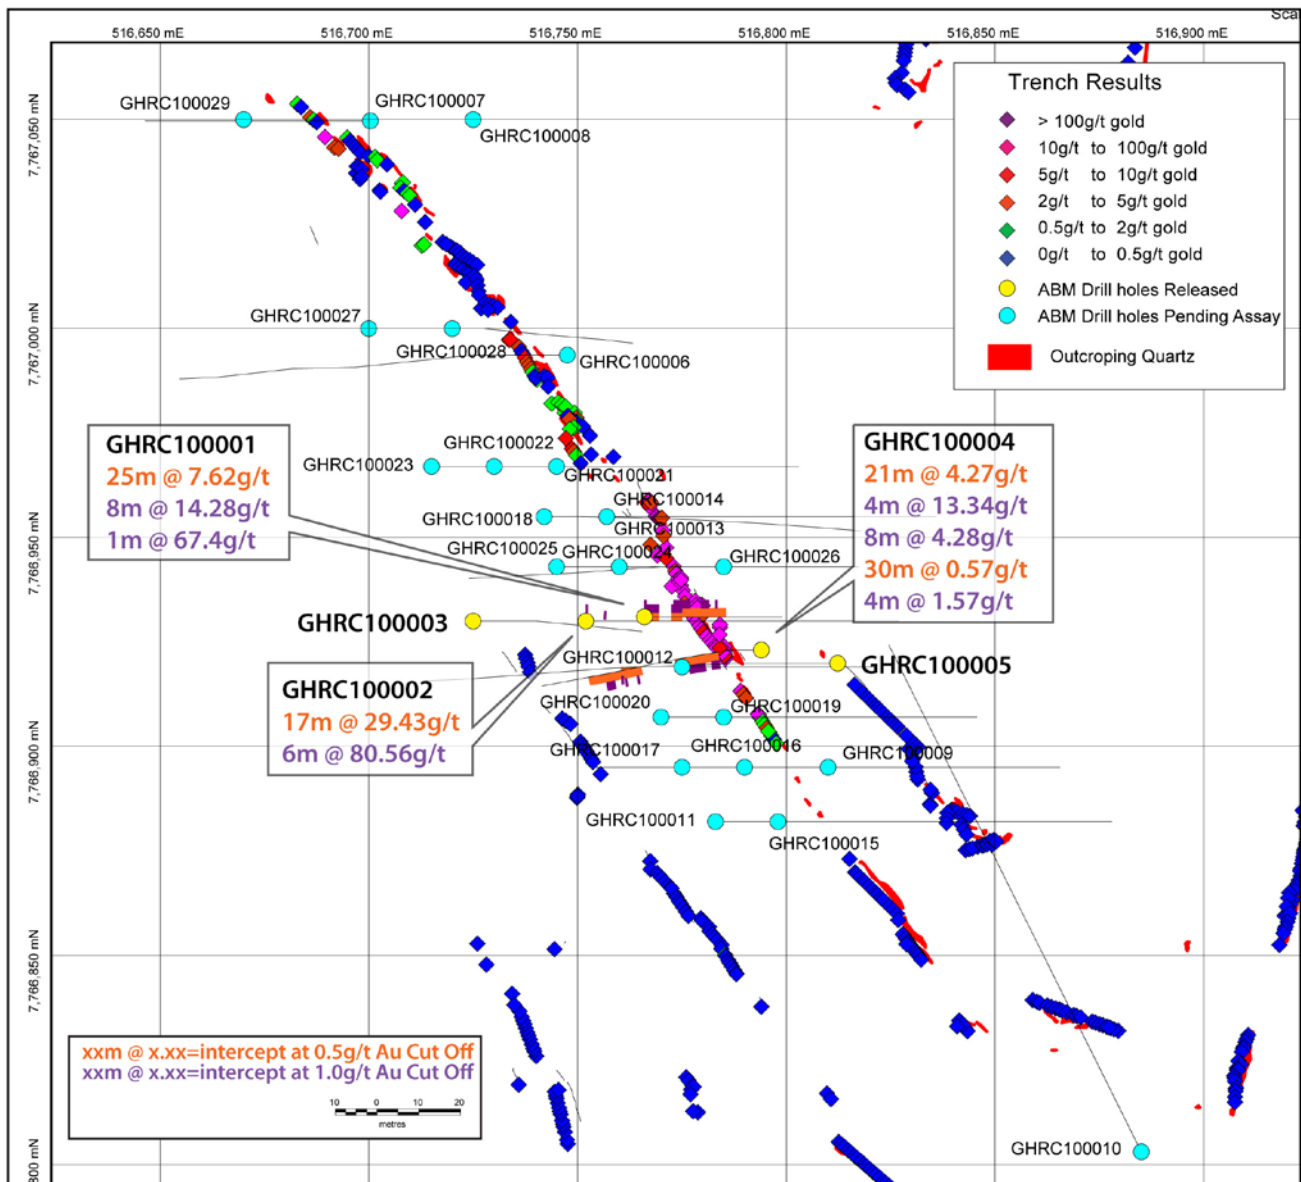 Scal
516,650 mE
516,700 mE
516,750 mE
516,800 mE
516,850 mE
516,900 mE
7,767,050 mN
7,767,000 mN
7,766,950 mN
7,766,900 mN
7,766,850 mN
800 mN
Trench Results
> 100g/t gold
10g/t to 100g/t gold
5g/t to 10g/t gold
2g/t to 5g/t gold
0.5g/t to 2g/t gold
0g/t to 0.5g/t gold
ABM Drill holes Released
ABM Drill holes Pending Assay
Outcroping Quartz
GHRC100029
GHRC100007
GHRC100008
GHRC100027
GHRC100028
GHRC100006
GHRC100001
25m @ 7.62g/t
8m @ 14.28g/t
1m @ 67.4g/t
GHRC100022
GHRC100023
GHRC100021
GHRC100014
GHRC100018
GHRC100013
GHRC100025
GHRC100024
GHRC100026
GHRC100004
21m @ 4.27g/t
4m @ 13.34g/t
8m @ 4.28g/t
30m @ 0.57g/t
4m @ 1.57g/t
GHRC100003
GHRC100012
GHRC100005
GHRC100002
17m @ 29.43g/t
6m @ 80.56g/t
GHRC100020
GHRC100019
GHRC100017
GHRC100016
GHRC100009
GHRC100011
GHRC100015
GHRC100010
xxm @ x.xx=intercept at 0.5g/t Au Cut Off
xxm @ x.xx=intercept at 1.0g/t Au Cut Off
10 0 10 20
metres